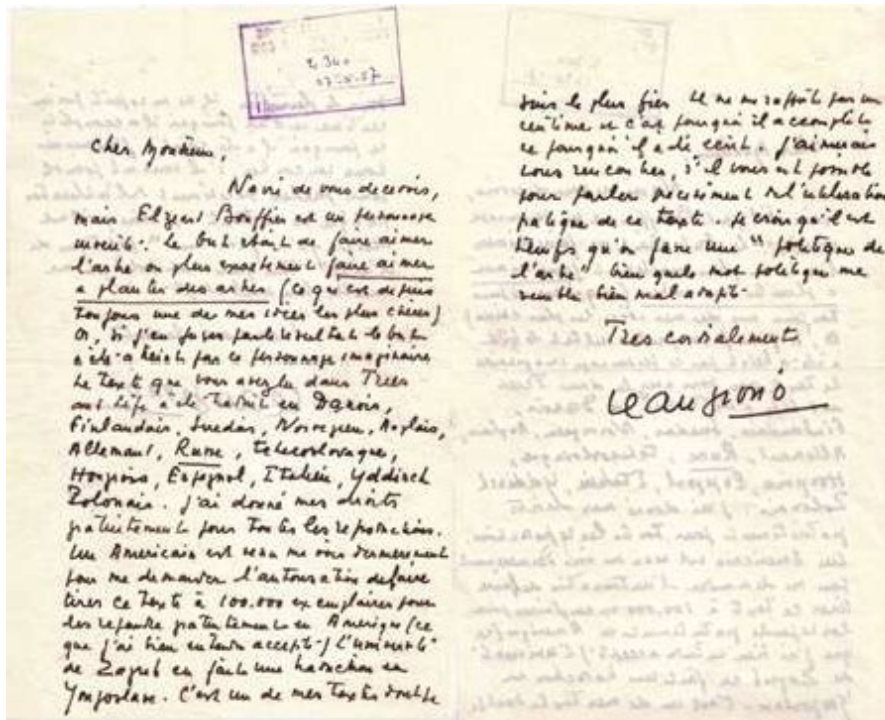 Cher Monsieur,
Navré de vous décevoir,
mais Elzéard Bouffier est un personnage
inventé. Le but était de faire aimer
l'arbre ou plus exactement faire aimer
à planter des arbres (ce qui est depuis
toujours une de mes idées les plus chères)
Or, si j'en juge par le résultat le but
a été atteint par ce personnage imaginaire
Le texte que vous avez lu dans Trees
and Life a été traduit en Danois,
Finlandais, Suédois, Norvégien, Anglais,
Allemand, Russe, Tchécoslovaque,
Hongrois, Espagnol, Italien, Yddisch
Polonais. J'ai donné mes droits
gratuitement pour toutes les reproductions.
Un Américain est venu me voir dernièrement
pour me demander l'autorisation de faire
tirer ce texte à 100.000 exemplaires pour
les répandre gratuitement en Amérique (ce
que j'ai bien entendu accepté) L'université
de Zagreb en fait une traduction en
Yougoslave. C'est un de mes textes dont je
suis le plus fier. Il ne me rapporte pas un
centime et c'est pourquoi il accomplit
ce pourquoi il a été écrit. J'aimerais
vous rencontrer, s'il vous est possible
pour parler précisément de l'utilisation
pratique de ce texte. Je crois qu'il est
temps qu'on fasse une "politique de
l'arbre" bien que le mot politique me
semble bien mal adapté.
Très cordialement
Jean Giono